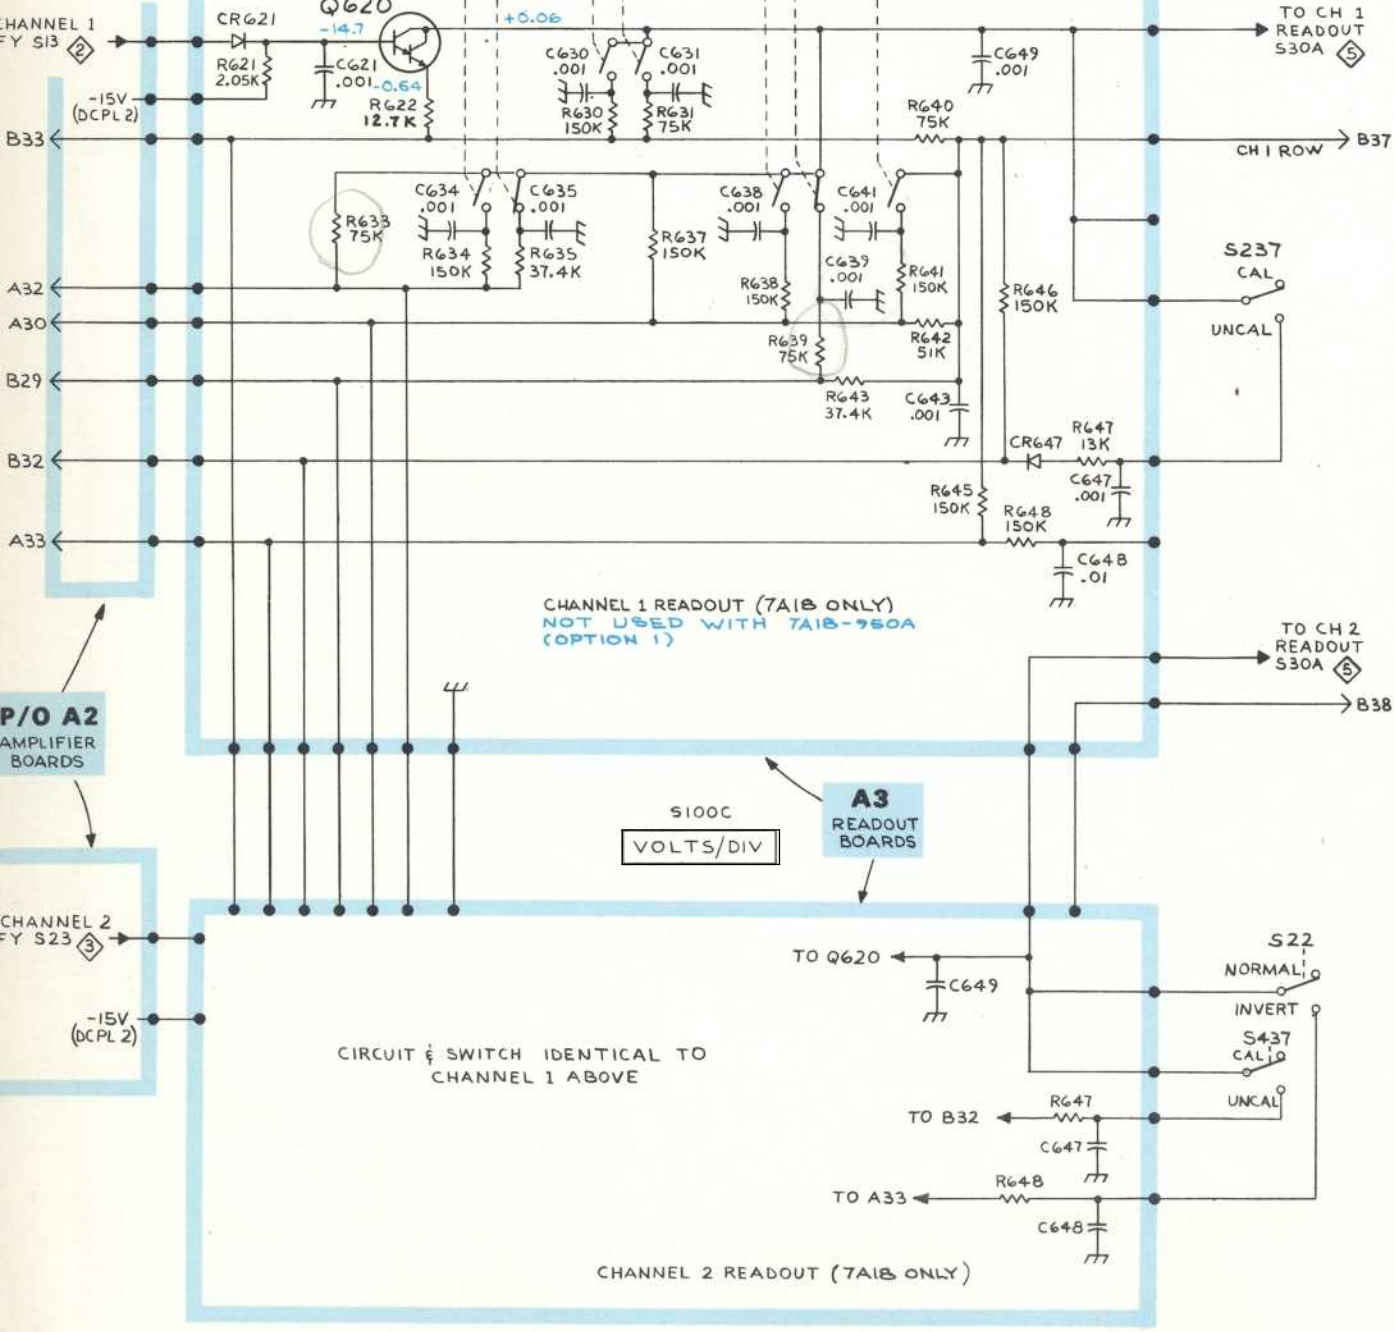 CHANNEL 1
FY S13 2
CR621
R621
2.05K
-15V
(DCPL 2)
C621
.001
Q620
-14.7
-0.64
R622
12.7K
+0.06
C630
.001
C631
.001
R630
150K
R631
75K
C649
.001
TO CH 1
READOUT
S30A 5
R640
75K
B33
CH 1 ROW
B37
R633
75K
C634
.001
C635
.001
R634
150K
R635
37.4K
R637
150K
C638
.001
C641
.001
C639
.001
R638
150K
R641
150K
R639
75K
R642
51K
R643
37.4K
C643
.001
R646
150K
S237
CAL
UNCAL
A32
A30
B29
B32
A33
CR647
R647
13K
C647
.001
R645
150K
R648
150K
C648
.01
CHANNEL 1 READOUT (7A18 ONLY)
NOT USED WITH 7A18-950A
(OPTION 1)
TO CH 2
READOUT
S30A 5
B38
P/O A2
AMPLIFIER
BOARDS
S100C
VOLTS/DIV
A3
READOUT
BOARDS
CHANNEL 2
FY S23 3
-15V
(DCPL 2)
TO Q620
C649
S22
NORMAL
INVERT
S437
CAL
UNCAL
CIRCUIT & SWITCH IDENTICAL TO
CHANNEL 1 ABOVE
TO B32
R647
C647
TO A33
R648
C648
CHANNEL 2 READOUT (7A18 ONLY)